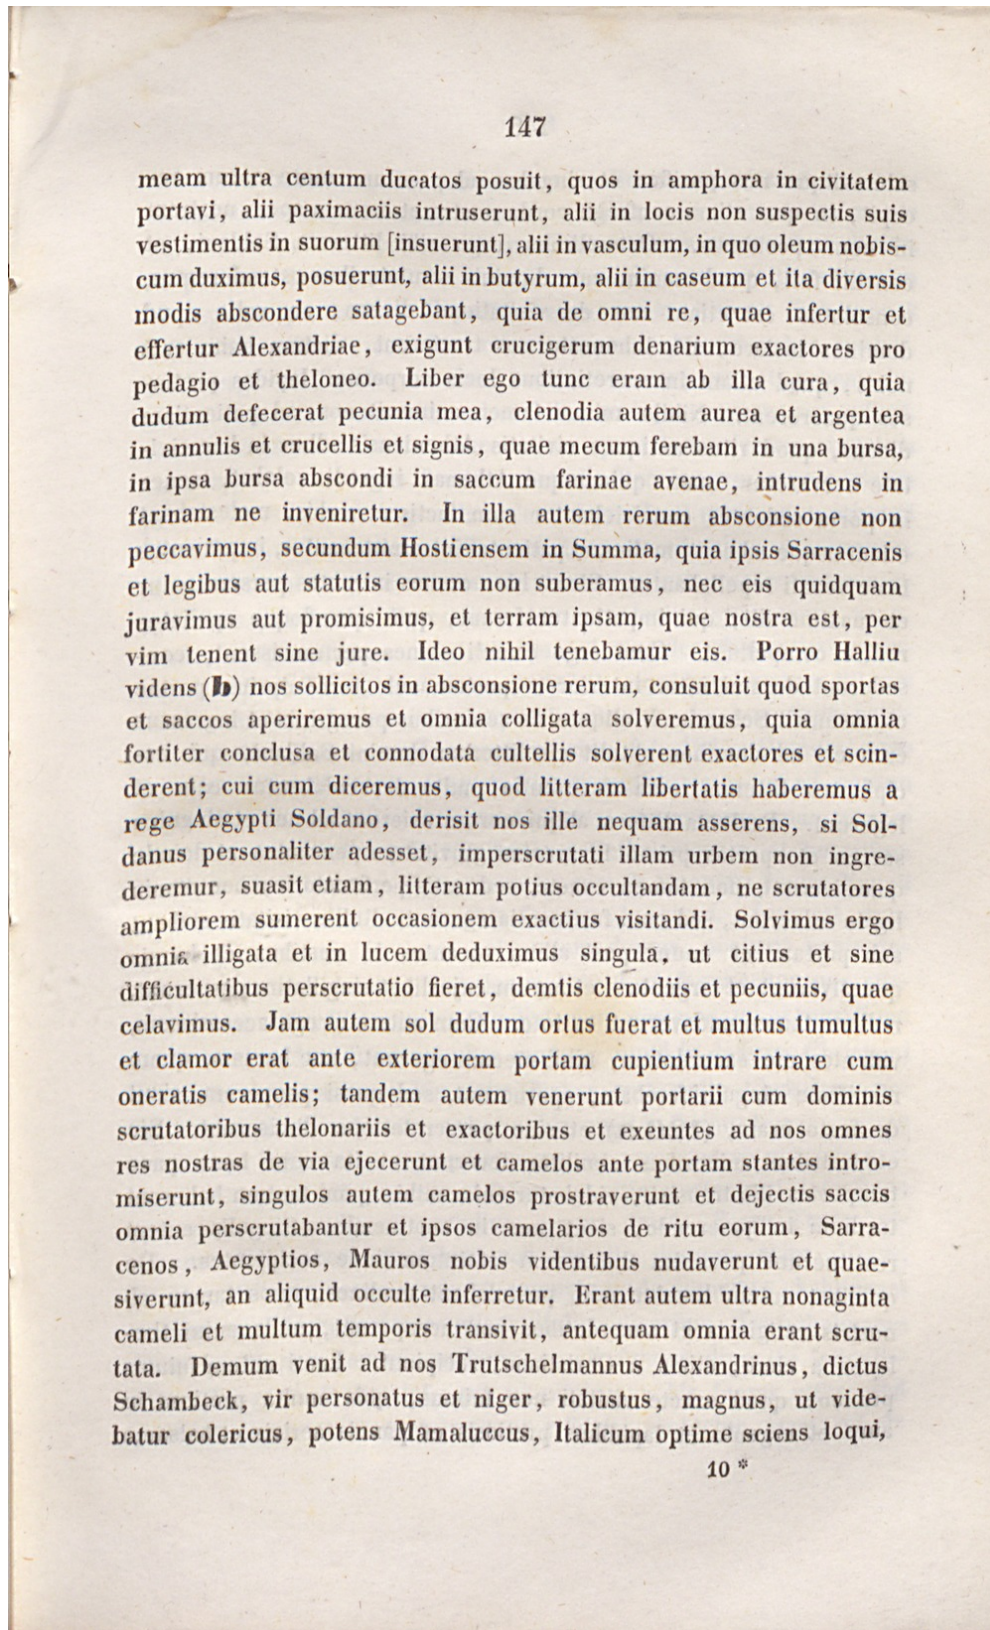 147
meam ultra centum ducatos posuit, quos in amphora in civitatem
portavi, alii paximaciis intruserunt, alii in locis non suspectis suis
vestimentis in suorum [insuerunt], alii in vasculum, in quo oleum nobis-
cum duximus, posuerunt, alii in butyrum, alii in caseum et ita diversis
modis abscondere satagebant, quia de omni re, quae infertur et
effertur Alexandriae, exigunt crucigerum denarium exactores pro
pedagio et theloneo. Liber ego tunc eram ab illa cura, quia
dudum defecerat pecunia mea, clenodia autem aurea et argentea
in annulis et crucellis et signis, quae mecum ferebam in una bursa,
in ipsa bursa abscondi in saccum farinae avenae, intrudens in
farinam ne inveniretur. In illa autem rerum absconsione non
peccavimus, secundum Hostiensem in Summa, quia ipsis Sarracenis
et legibus aut statutis eorum non suberamus, nec eis quidquam
juravimus aut promisimus, et terram ipsam, quae nostra est, per
vim tenent sine jure. Ideo nihil tenebamur eis. Porro Halliu
videns (b) nos sollicitos in absconsione rerum, consuluit quod sportas
et saccos aperiremus et omnia colligata solveremus, quia omnia
fortiter conclusa et connodata cultellis solverent exactores et scin-
derent; cui cum diceremus, quod litteram libertatis haberemus a
rege Aegypti Soldano, derisit nos ille nequam asserens, si Sol-
danus personaliter adesset, imperscrutati illam urbem non ingre-
deremur, suasit etiam, litteram potius occultandam, ne scrutatores
ampliorem sumerent occasionem exactius visitandi. Solvimus ergo
omnia illigata et in lucem deduximus singula, ut citius et sine
difficultatibus perscrutatio fieret, demtis clenodiis et pecuniis, quae
celavimus. Jam autem sol dudum ortus fuerat et multus tumultus
et clamor erat ante exteriorem portam cupientium intrare cum
oneratis camelis; tandem autem venerunt portarii cum dominis
scrutatoribus thelonariis et exactoribus et exeuntes ad nos omnes
res nostras de via ejecerunt et camelos ante portam stantes intro-
miserunt, singulos autem camelos prostraverunt et dejectis saccis
omnia perscrutabantur et ipsos camelarios de ritu eorum, Sarra-
cenos, Aegyptios, Mauros nobis videntibus nudaverunt et quae-
siverunt, an aliquid occulte inferretur. Erant autem ultra nonaginta
cameli et multum temporis transivit, antequam omnia erant scru-
tata. Demum venit ad nos Trutschelmannus Alexandrinus, dictus
Schambeck, vir personatus et niger, robustus, magnus, ut vide-
batur colericus, potens Mamaluccus, Italicum optime sciens loqui,
10 *